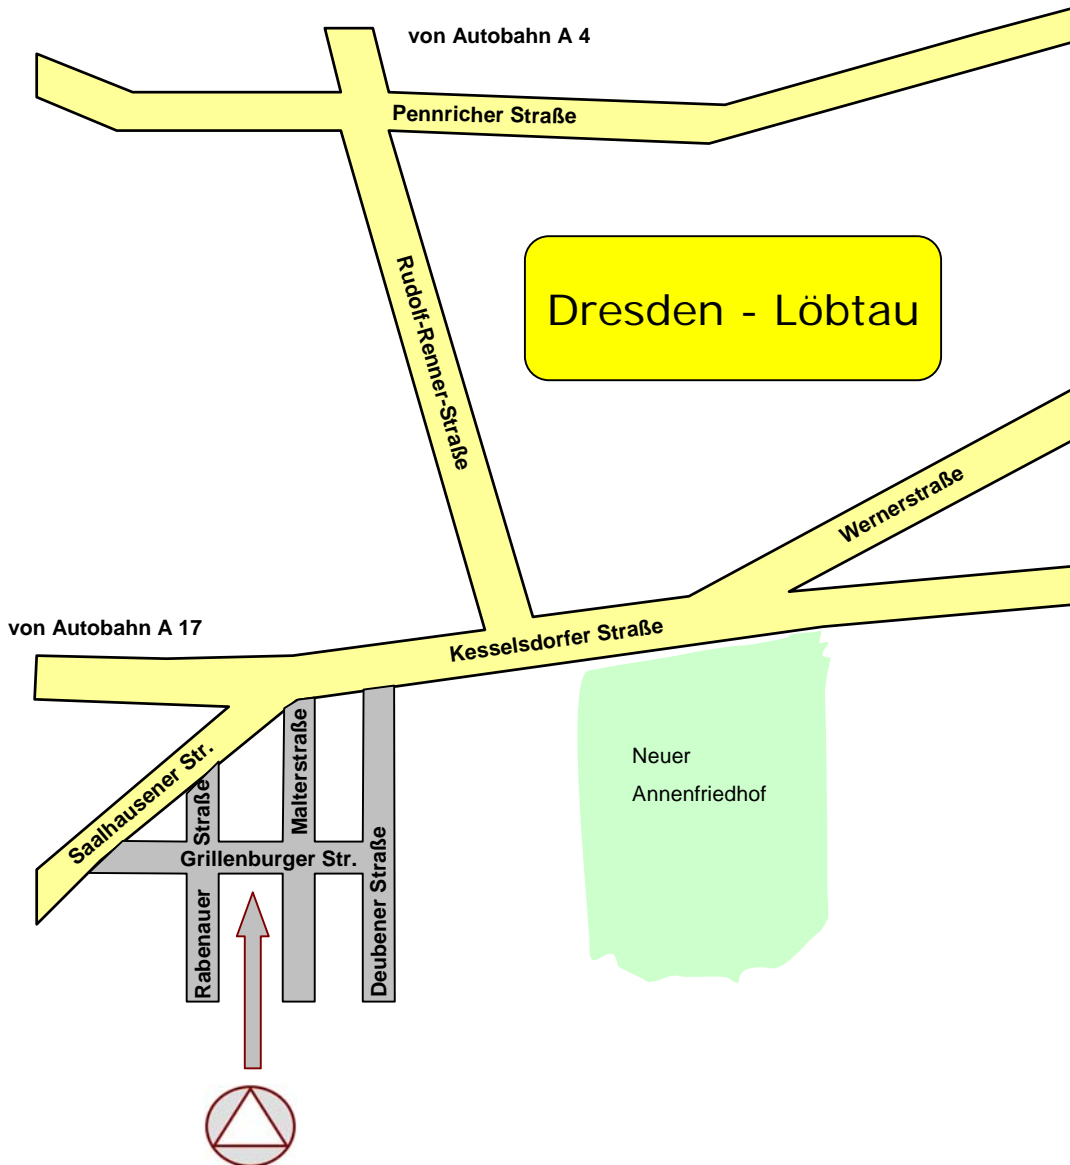 von Autobahn A 4
Pennricher Straße
Rudolf-Renner-Straße
Dresden - Löbtau
Wernerstraße
von Autobahn A 17
Kesselsdorfer Straße
Saalhausener Str.
Malterstraße
Rabenauer Straße
Grillenburger Str.
Deubener Straße
Neuer
Annenfriedhof